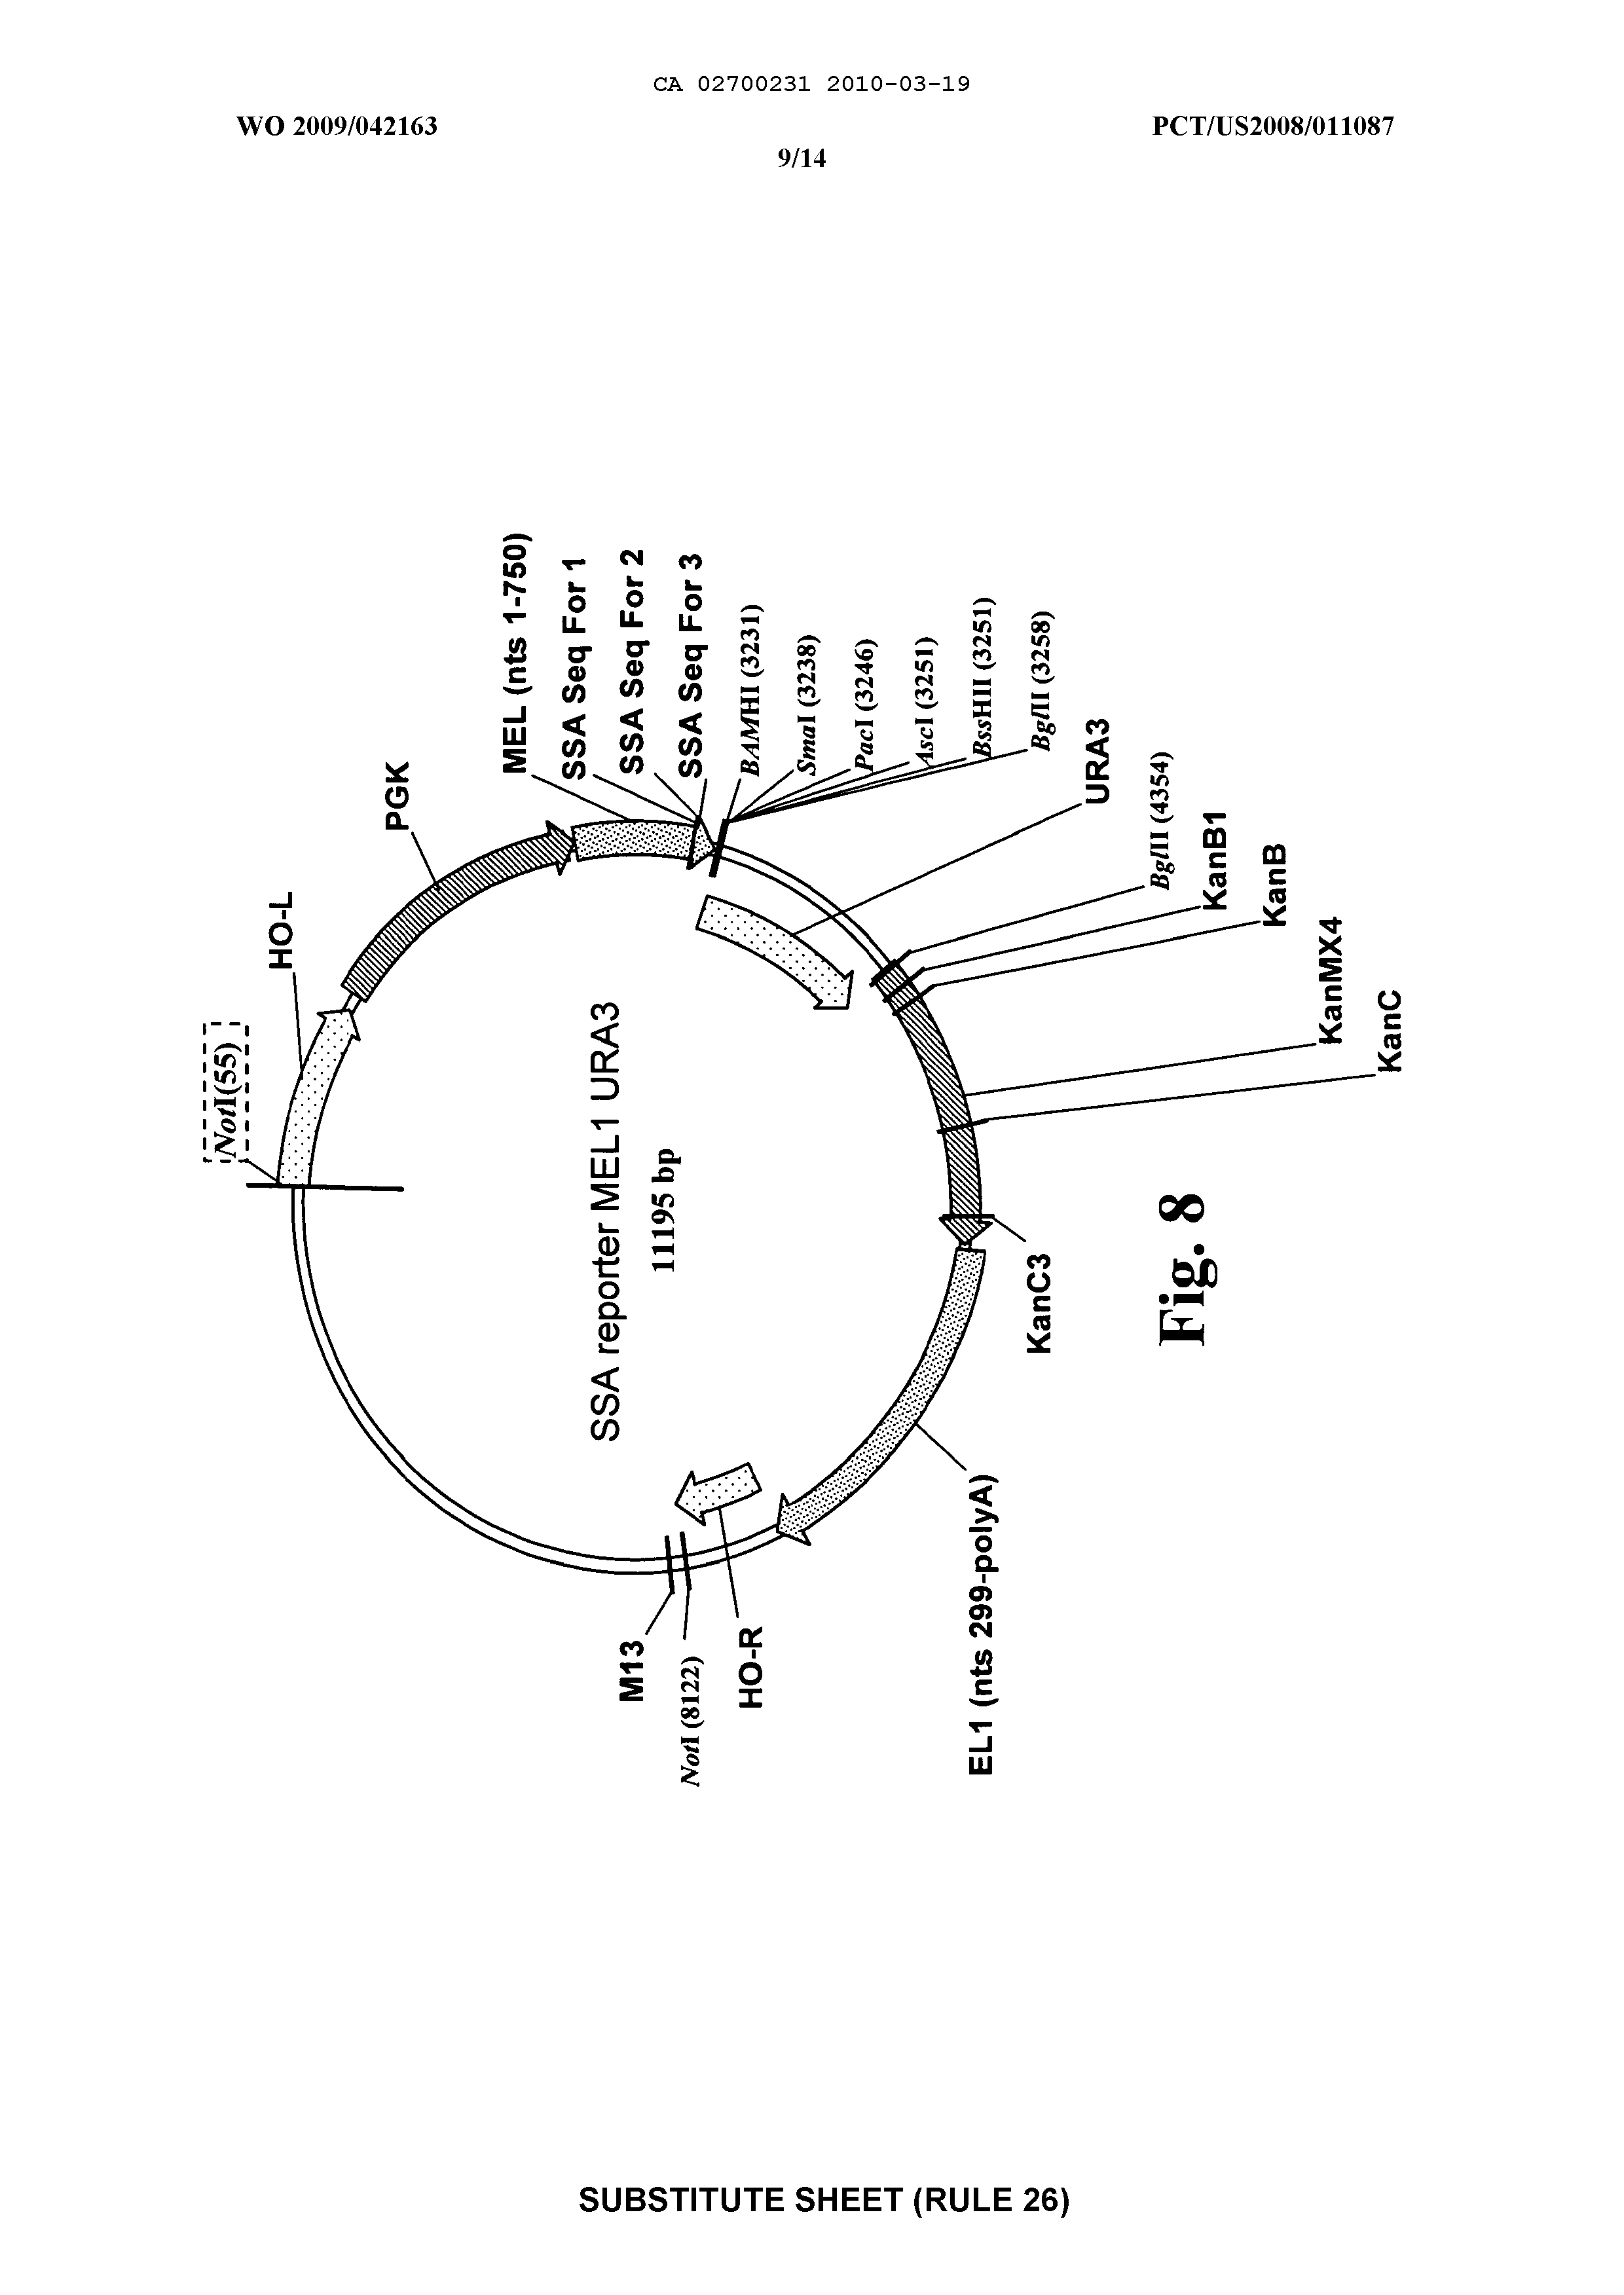 CA 02700231 2010-03-19
WO 2009/042163
PCT/US2008/011087
9/14
NotI(55)
HO-L
PGK
MEL (nts 1-750)
SSA Seq For 1
SSA Seq For 2
SSA Seq For 3
BAMHI (3231)
SmaI (3238)
PacI (3246)
AscI (3251)
BssHII (3251)
BglII (3258)
URA3
BglII (4354)
KanB1
KanB
KanMX4
KanC
SSA reporter MEL1 URA3
11195 bp
KanC3
EL1 (nts 299-polyA)
HO-R
NotI (8122)
M13
Fig. 8
SUBSTITUTE SHEET (RULE 26)